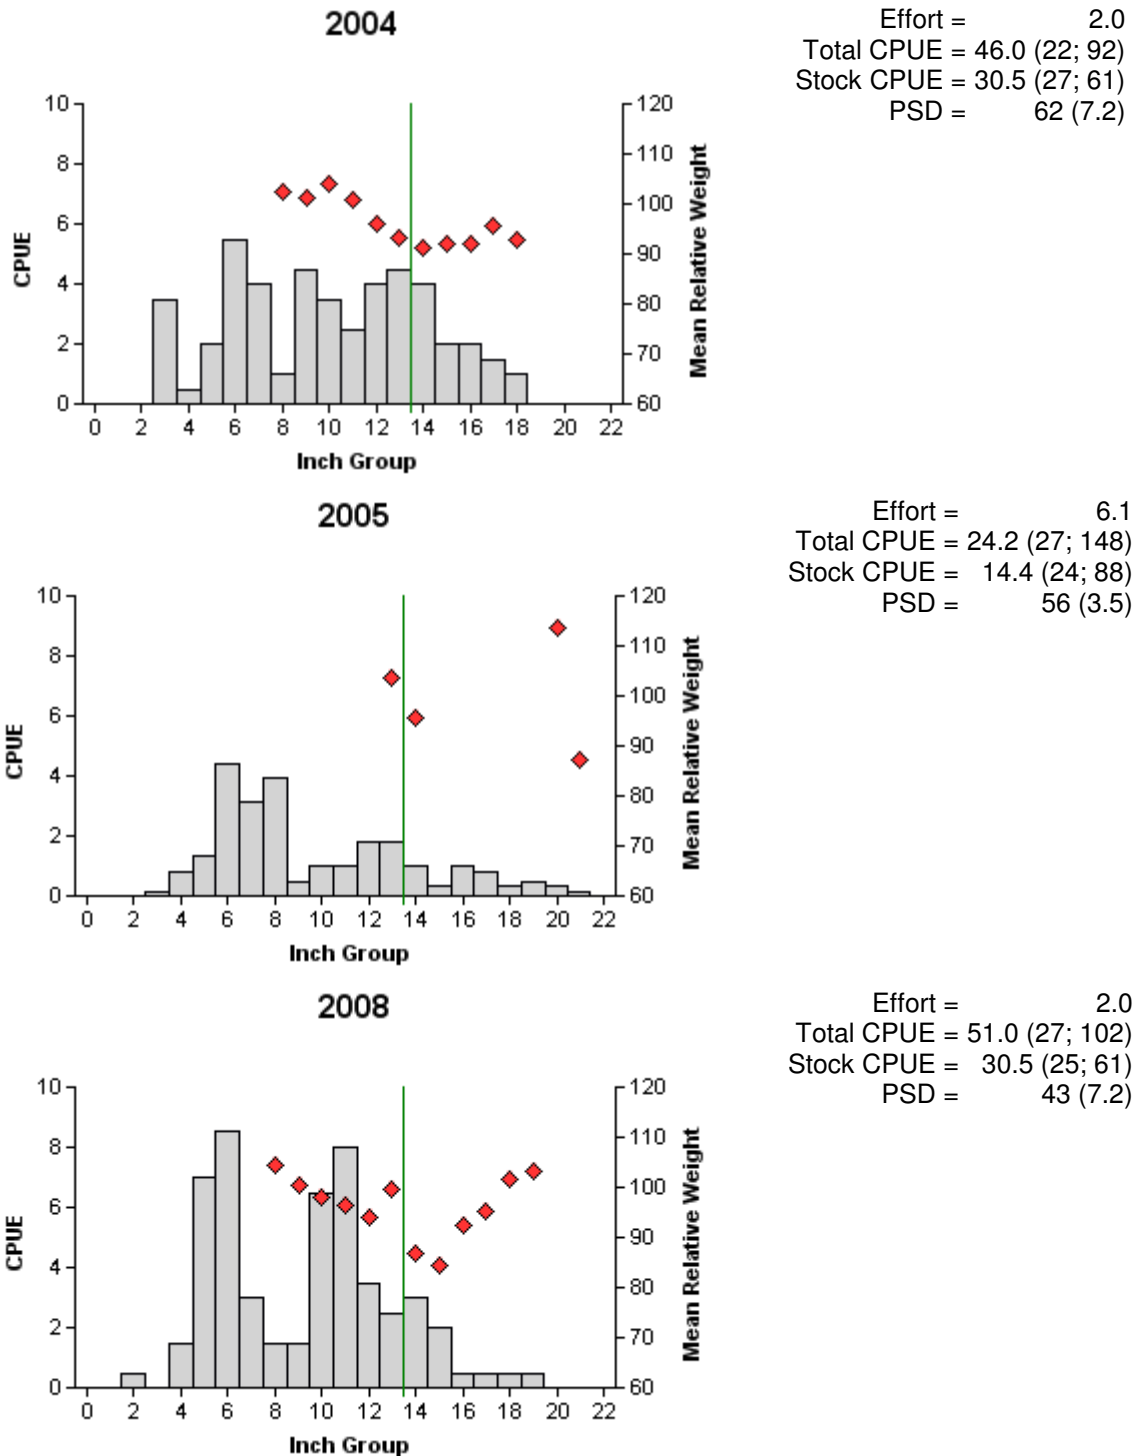 2004
Effort = 2.0
Total CPUE = 46.0 (22; 92)
Stock CPUE = 30.5 (27; 61)
PSD = 62 (7.2)
10
8
6
4
2
0
CPUE
120
110
100
90
80
70
60
Mean Relative Weight
0 2 4 6 8 10 12 14 16 18 20 22
Inch Group
2005
Effort = 6.1
Total CPUE = 24.2 (27; 148)
Stock CPUE = 14.4 (24; 88)
PSD = 56 (3.5)
10
8
6
4
2
0
CPUE
120
110
100
90
80
70
60
Mean Relative Weight
0 2 4 6 8 10 12 14 16 18 20 22
Inch Group
2008
Effort = 2.0
Total CPUE = 51.0 (27; 102)
Stock CPUE = 30.5 (25; 61)
PSD = 43 (7.2)
10
8
6
4
2
0
CPUE
120
110
100
90
80
70
60
Mean Relative Weight
0 2 4 6 8 10 12 14 16 18 20 22
Inch Group